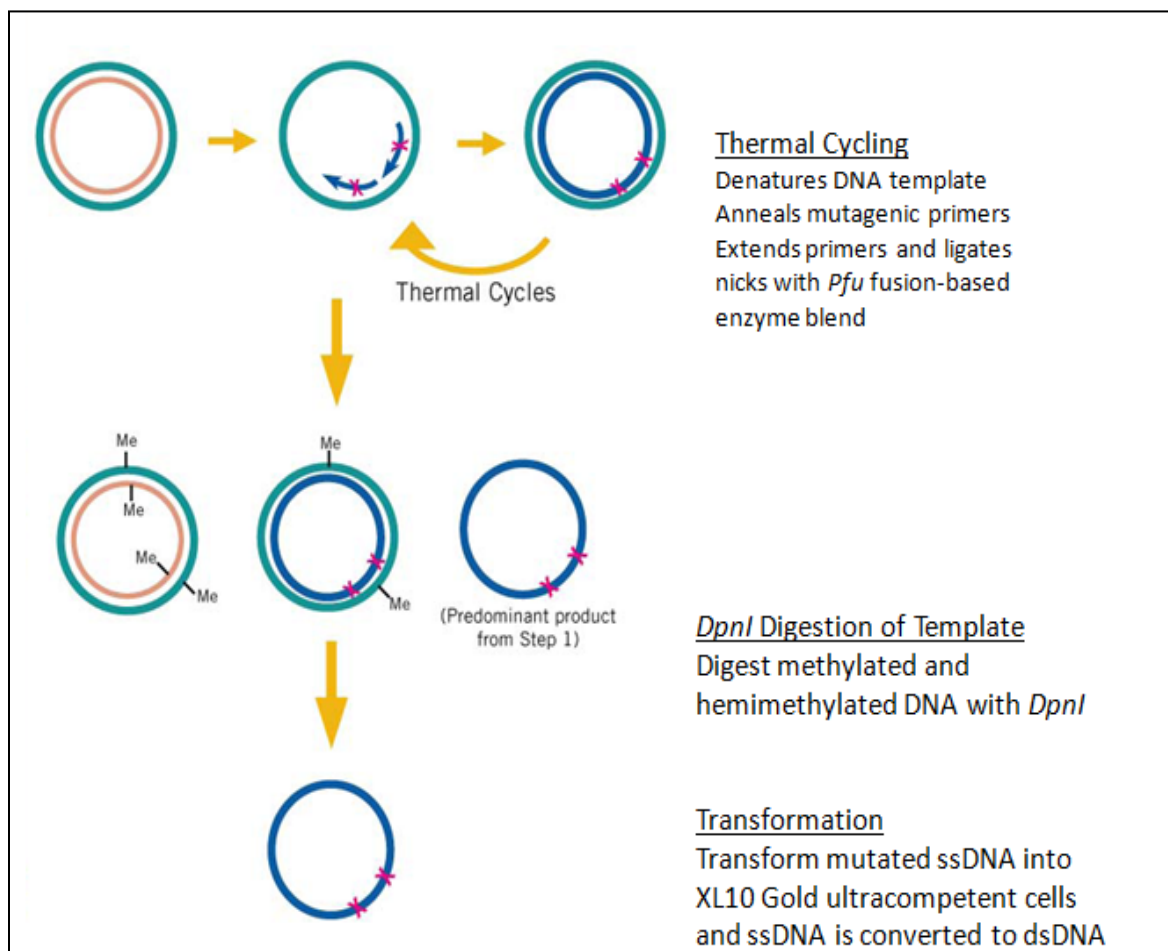 Thermal Cycling
Denatures DNA template
Anneals mutagenic primers
Extends primers and ligates
nicks with Pfu fusion-based
enzyme blend
Thermal Cycles
Me
Me
Me
Me
Me
Me
(Predominant product
from Step 1)
DpnI Digestion of Template
Digest methylated and
hemimethylated DNA with DpnI
Transformation
Transform mutated ssDNA into
XL10 Gold ultracompetent cells
and ssDNA is converted to dsDNA